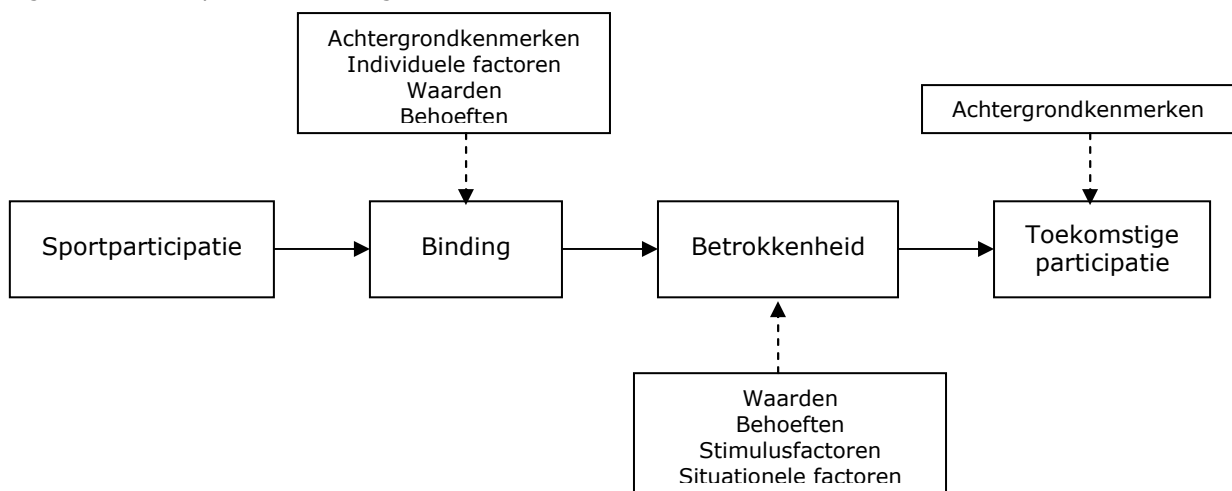 Achtergrondkenmerken
Individuele factoren
Waarden
Behoeften
Achtergrondkenmerken
Sportparticipatie
Binding
Betrokkenheid
Toekomstige
participatie
Waarden
Behoeften
Stimulusfactoren
Situationele factoren